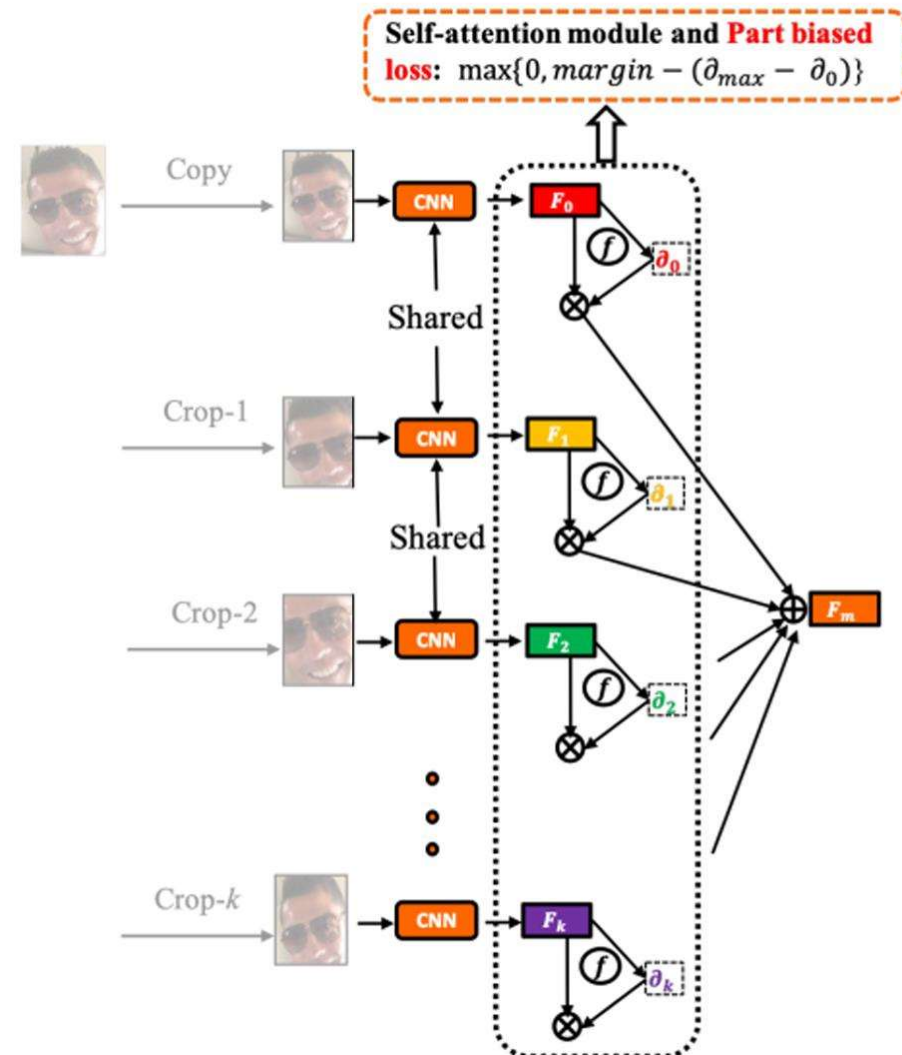 Self-attention module and Part biased
loss: max{0, margin − (∂max − ∂0)}
Copy
CNN
F0
f
∂0
Shared
Crop-1
CNN
F1
f
∂1
Shared
Crop-2
CNN
F2
f
∂2
Fm
Crop-k
CNN
Fk
f
∂k